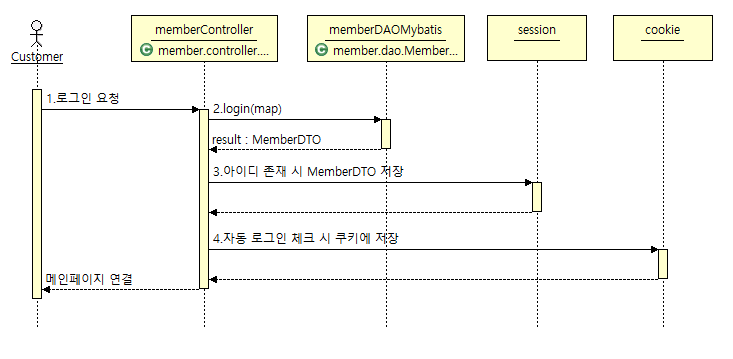 Customer
memberController
C member.controller....
memberDAOMybatis
C member.dao.Member...
session
cookie
1.로그인 요청
2.login(map)
result : MemberDTO
3.아이디 존재 시 MemberDTO 저장
4.자동 로그인 체크 시 쿠키에 저장
메인페이지 연결